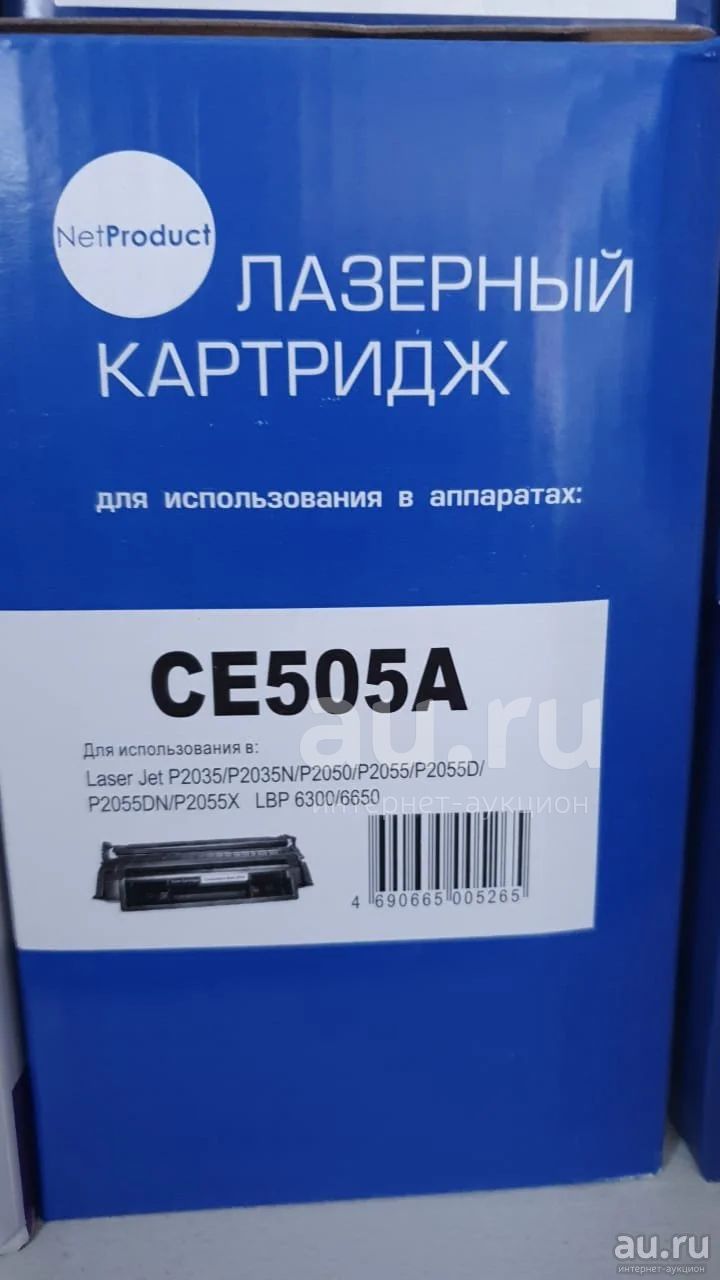 NetProduct
ЛАЗЕРНЫЙ
КАРТРИДЖ
для использования в аппаратах:
CE505A
Для использования в:
Laser Jet P2035/P2035N/P2050/P2055/P2055D/
P2055DN/P2055X LBP 6300/6650
4 690665 005265
au.ru
интернет-аукцион
au.ru
интернет-аукцион